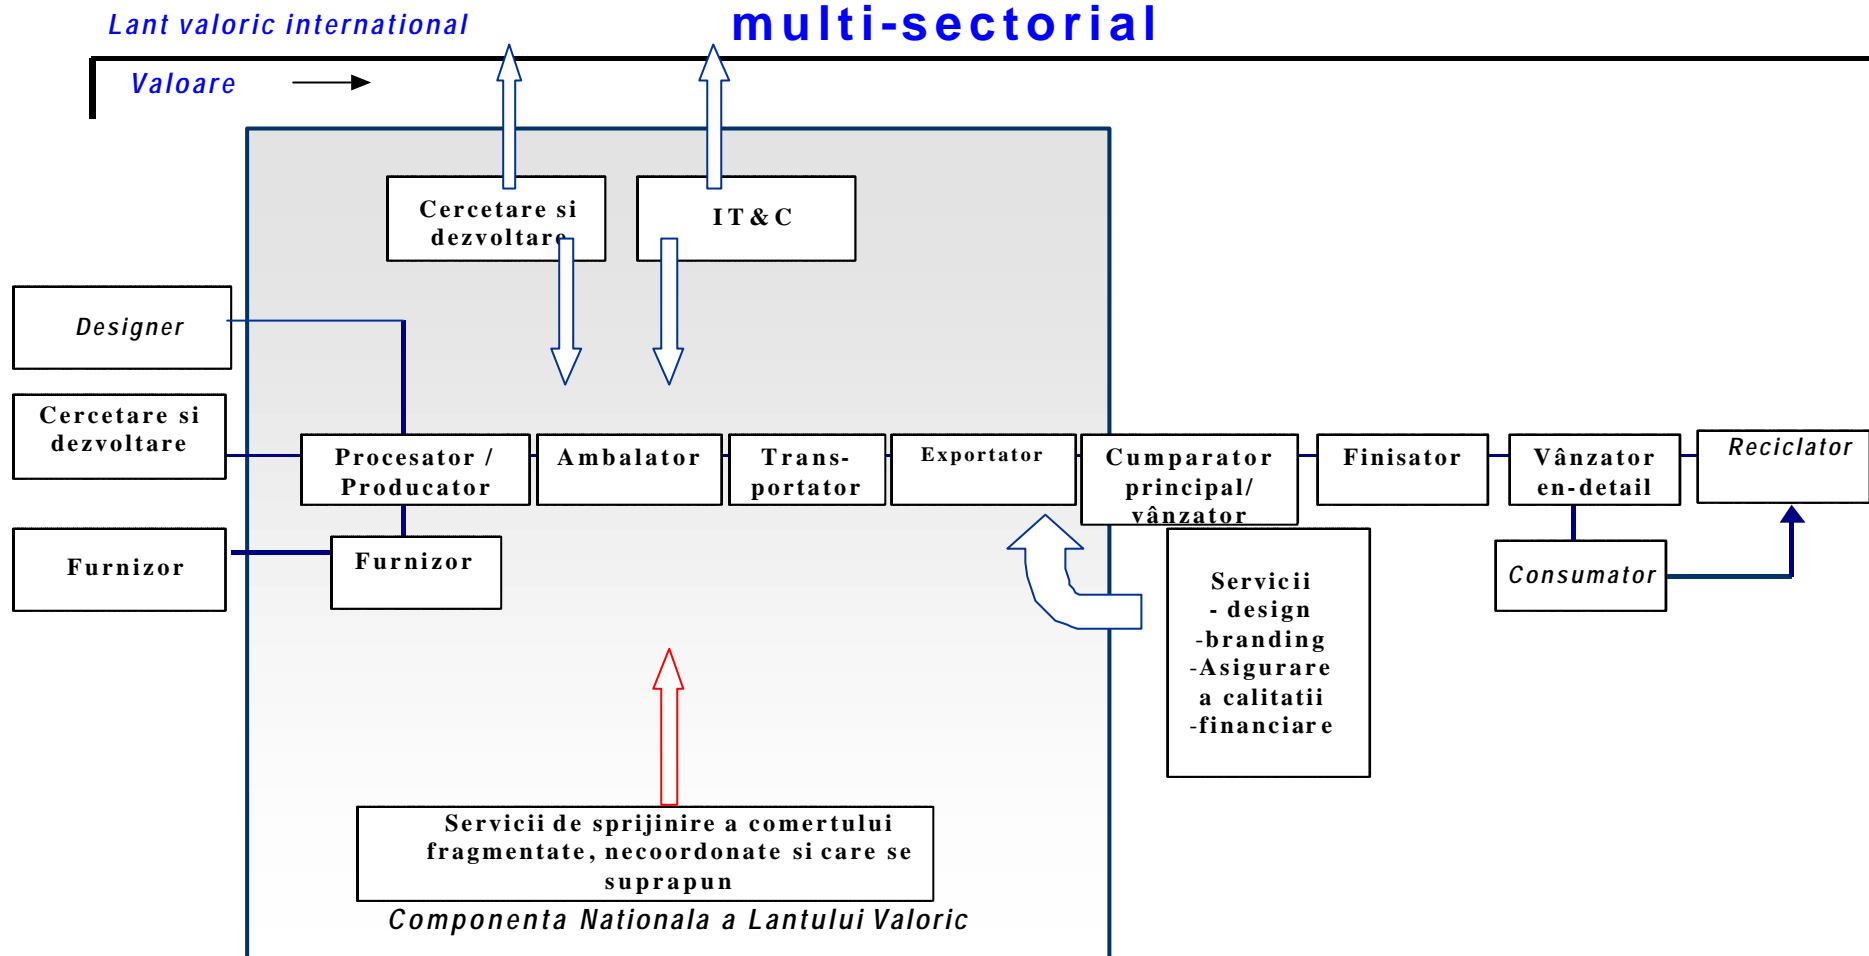 Lant valoric international
multi-sectorial
Valoare
Cercetare si
dezvoltare
IT&C
Designer
Cercetare si
dezvoltare
Furnizor
Procesator /
Producator
Furnizor
Ambalator
Trans-
portator
Exportator
Cumparator
principal/
vânzator
Finisator
Vânzator
en-detail
Reciclator
Consumator
Servicii
- design
-branding
-Asigurare
a calitatii
-financiare
Servicii de sprijinire a comertului
fragmentate, necoordonate si care se
suprapun
Componenta Nationala a Lantului Valoric